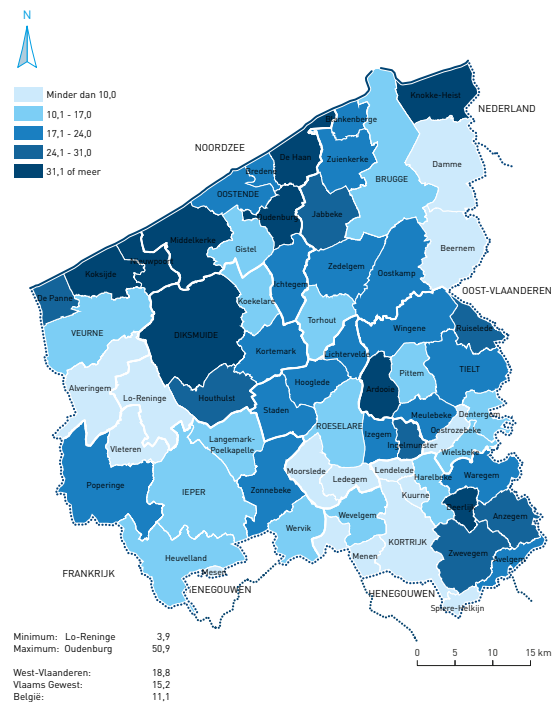 N
Minder dan 10,0
10,1 - 17,0
17,1 - 24,0
24,1 - 31,0
31,1 of meer
Knokke-Heist
NEDERLAND
Blankenberge
NOORDZEE
De Haan
Zuienkerke
Damme
Bredene
BRUGGE
OOSTENDE
Oudenburg
Jabbeke
Middelkerke
Gistel
Beernem
Nieuwpoort
Zedelgem
Oostkamp
Koksijde
Ichtegem
OOST-VLAANDEREN
De Panne
Koekelare
Torhout
VEURNE
DIKSMUIDE
Wingene
Ruiselede
Kortemark
Lichtervelde
TIELT
Pittem
Alveringem
Hooglede
Ardooie
Lo-Reninge
Houthulst
Staden
Meulebeke
Dentergem
ROESELARE
Oostrozebeke
Izegem
Langemark-
Poelkapelle
Ingelmunster
Vleteren
Wielsbeke
Moorslede
Lendelede
Poperinge
Ledegem
Harelbeke
Waregem
IEPER
Zonnebeke
Kuurne
Deerlijk
Wevelgem
Anzegem
Wervik
KORTRIJK
Zwevegem
Heuvelland
Menen
Avelgem
FRANKRIJK
Mesen
HENEGOUWEN
HENEGOUWEN
Spiere-Helkijn
Minimum: Lo-Reninge 3,9
Maximum: Oudenburg 50,9
0 5 10 15 km
West-Vlaanderen: 18,8
Vlaams Gewest: 15,2
België: 11,1